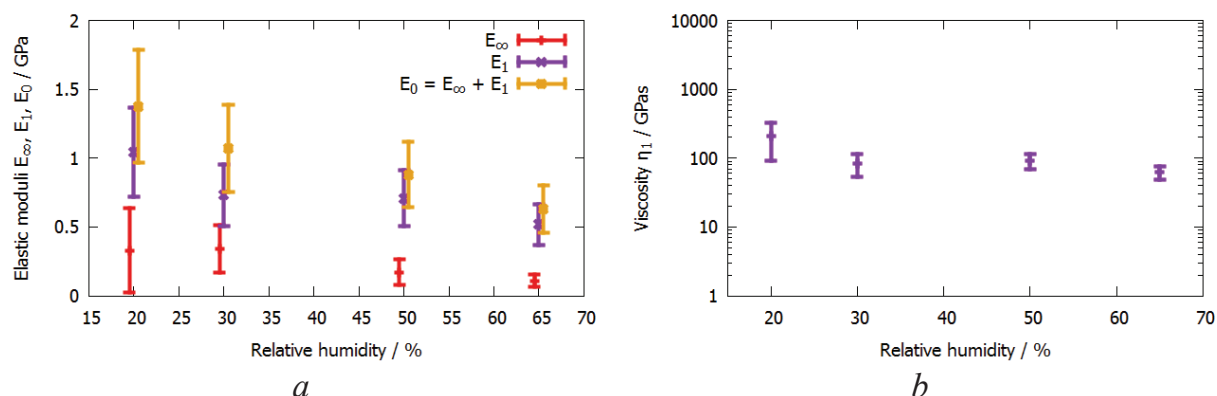 Elastic moduli E∞, E1, E0 / GPa
2
1.5
1
0.5
0
15 20 25 30 35 40 45 50 55 60 65 70
Relative humidity / %
E∞
E1
E0 = E∞ + E1
a
Viscosity η1 / GPas
10000
1000
100
10
1
20 30 40 50 60 70
Relative humidity / %
b